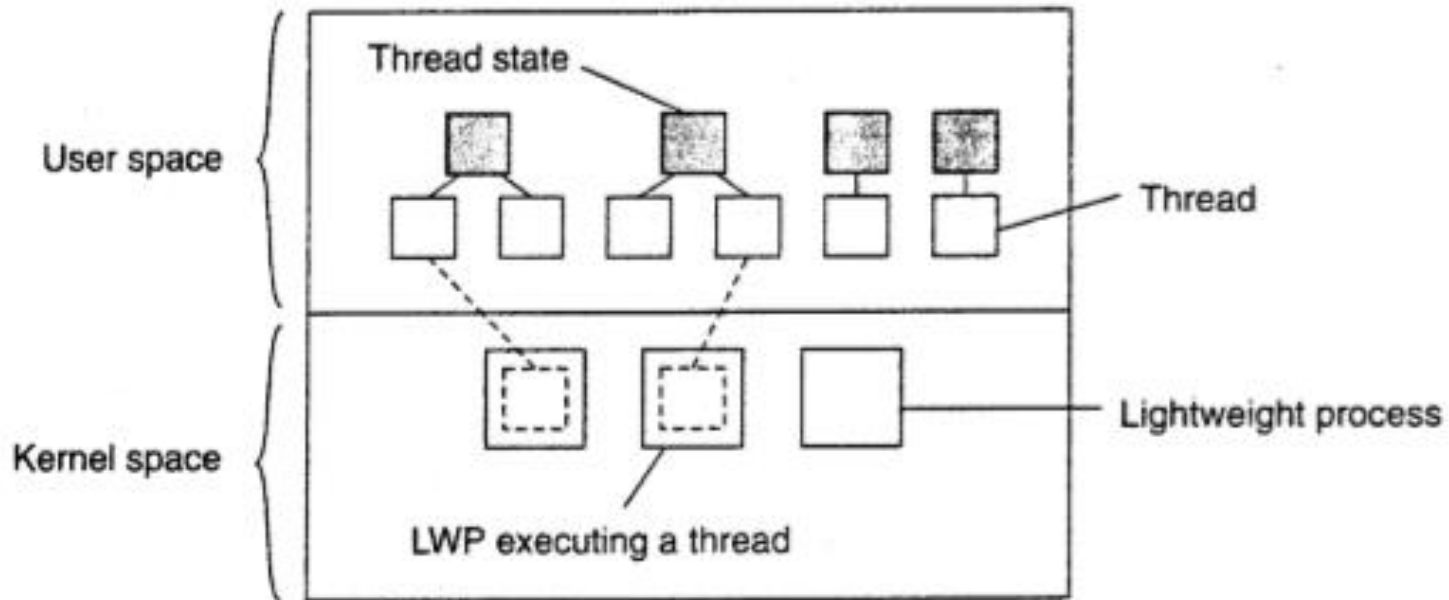 Thread state
User space
Thread
Lightweight process
Kernel space
LWP executing a thread